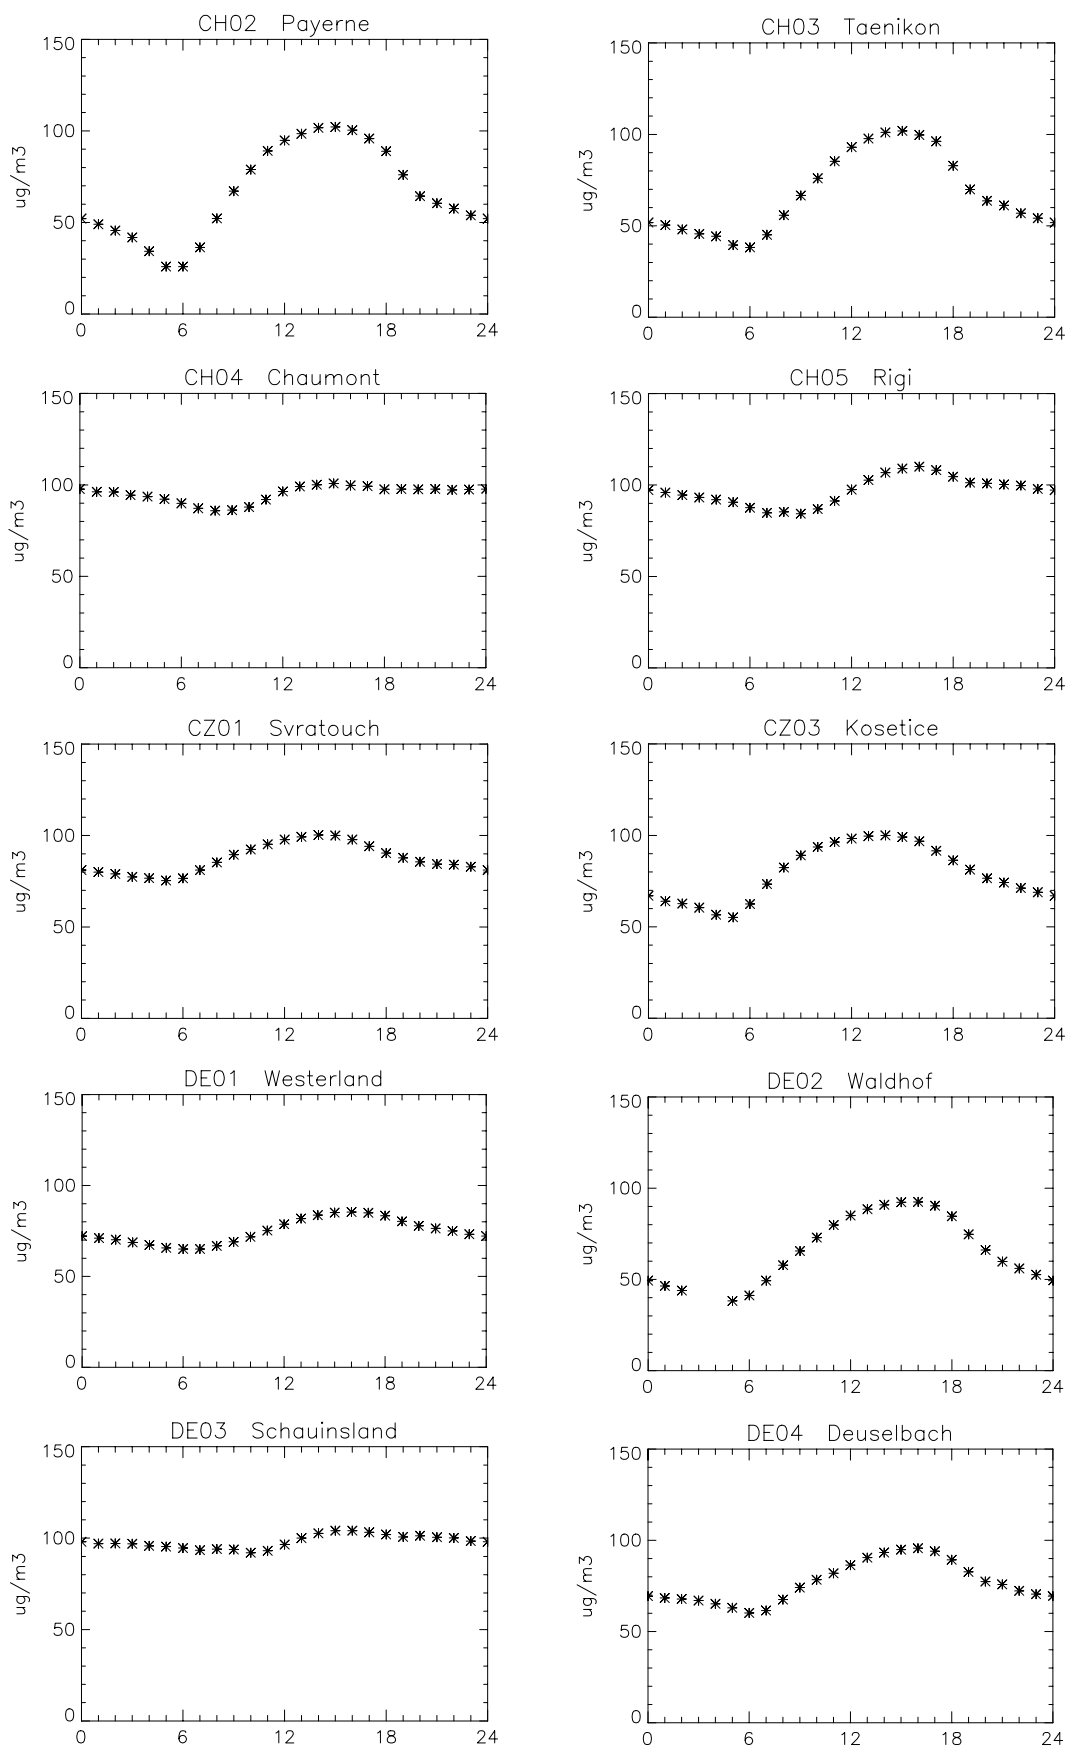 CH02 Payerne
150
100
50
0
ug/m3
0 6 12 18 24
CH03 Taenikon
150
100
50
0
ug/m3
0 6 12 18 24
CH04 Chaumont
150
100
50
0
ug/m3
0 6 12 18 24
CH05 Rigi
150
100
50
0
ug/m3
0 6 12 18 24
CZ01 Svratouch
150
100
50
0
ug/m3
0 6 12 18 24
CZ03 Kosetice
150
100
50
0
ug/m3
0 6 12 18 24
DE01 Westerland
150
100
50
0
ug/m3
0 6 12 18 24
DE02 Waldhof
150
100
50
0
ug/m3
0 6 12 18 24
DE03 Schauinsland
150
100
50
0
ug/m3
0 6 12 18 24
DE04 Deuselbach
150
100
50
0
ug/m3
0 6 12 18 24